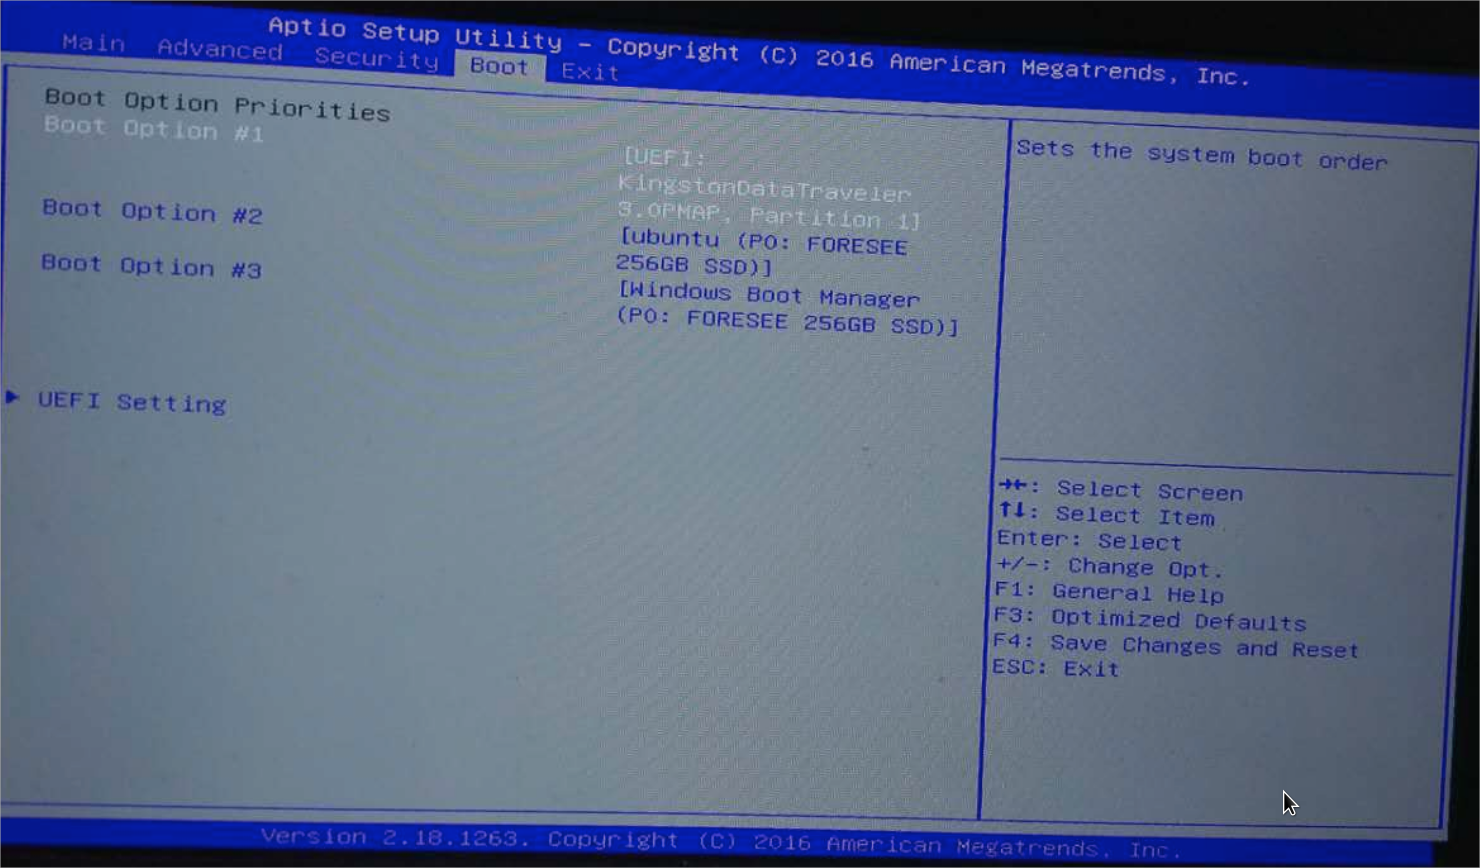 Aptio Setup Utility – Copyright (C) 2016 American Megatrends, Inc.
Main Advanced Security Boot Exit
Boot Option Priorities
Boot Option #1
[UEFI:
KingstonDataTraveler
3.0PMAP, Partition 1]
Boot Option #2
[ubuntu (P0: FORESEE
256GB SSD)]
Boot Option #3
[Windows Boot Manager
(P0: FORESEE 256GB SSD)]
UEFI Setting
Sets the system boot order
→←: Select Screen
↑↓: Select Item
Enter: Select
+/-: Change Opt.
F1: General Help
F3: Optimized Defaults
F4: Save Changes and Reset
ESC: Exit
Version 2.18.1263. Copyright (C) 2016 American Megatrends, Inc.